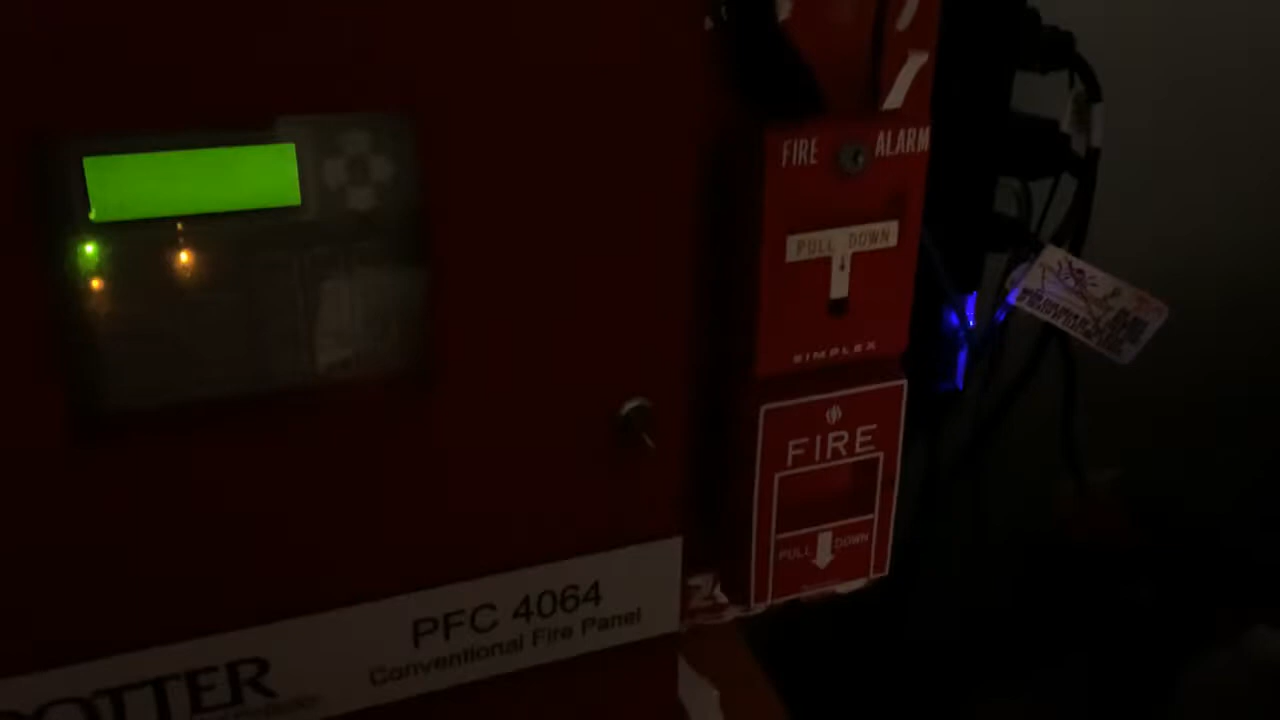 FIRE ALARM
PULL DOWN
SIMPLEX
FIRE
PULL DOWN
PFC 4064
Conventional Fire Panel
OTTER